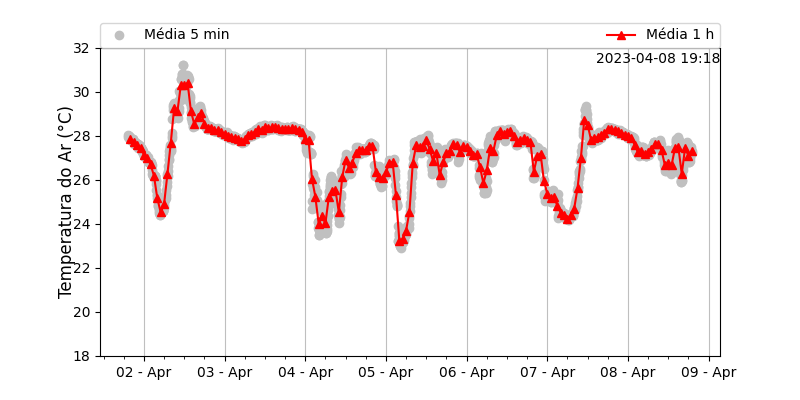 Média 5 min
Média 1 h
2023-04-08 19:18
Temperatura do Ar (°C)
32
30
28
26
24
22
20
18
02 - Apr
03 - Apr
04 - Apr
05 - Apr
06 - Apr
07 - Apr
08 - Apr
09 - Apr